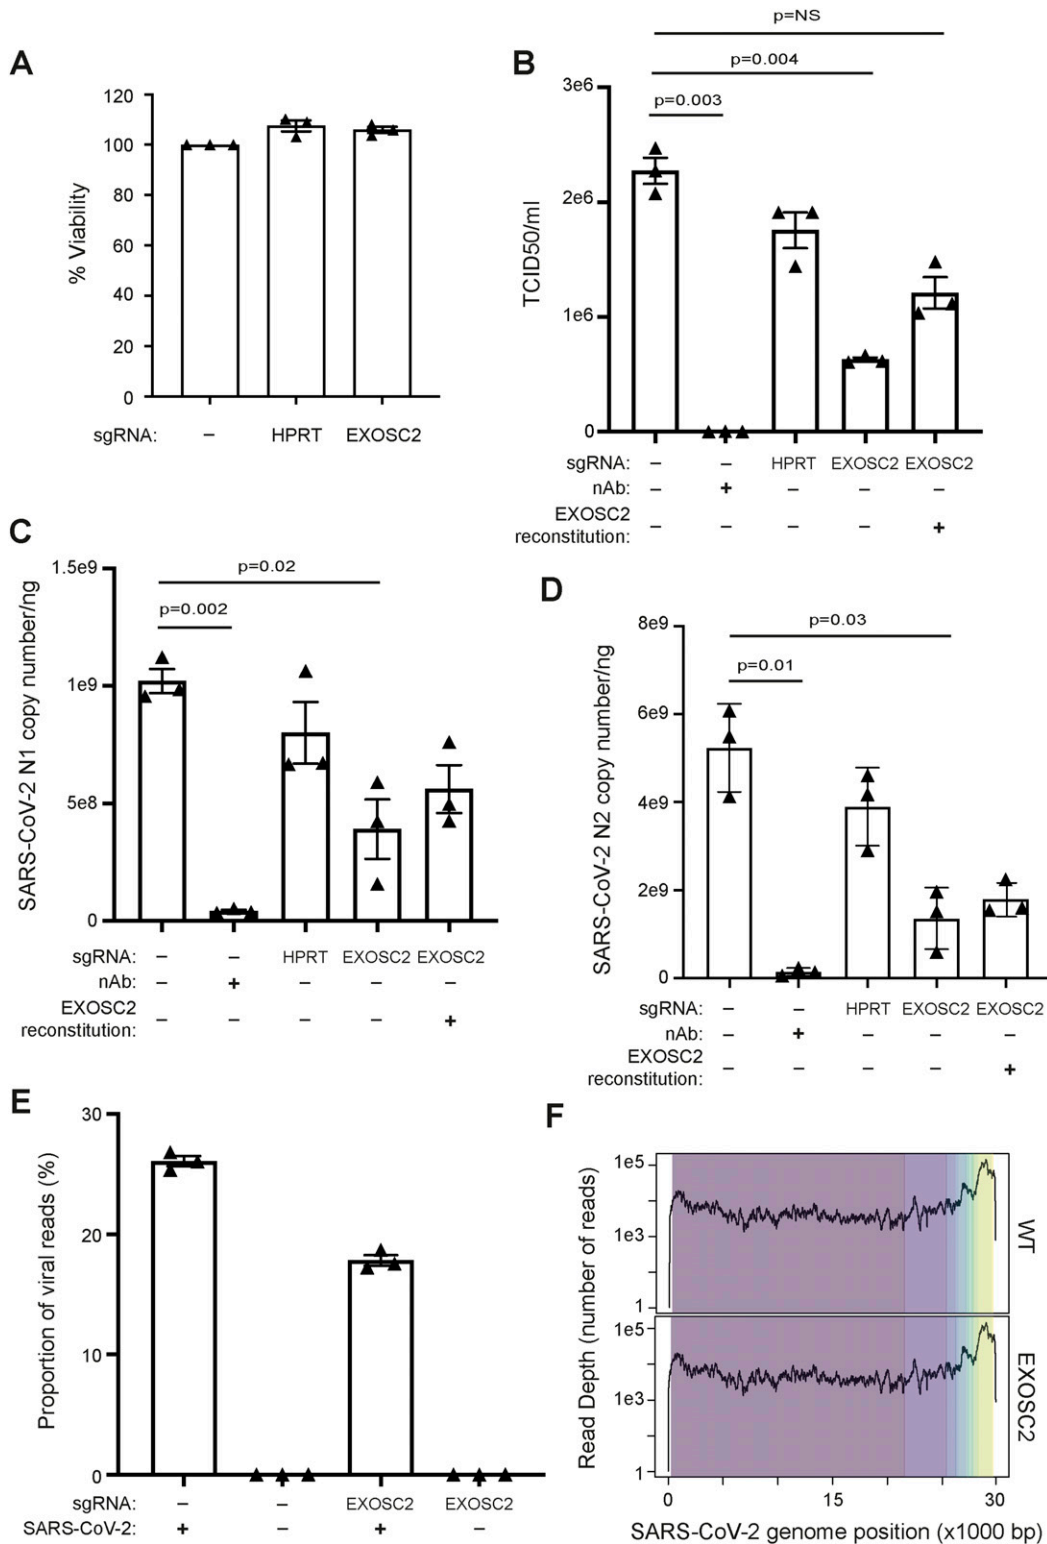 A
% Viability
120
100
80
60
40
20
0
sgRNA: – HPRT EXOSC2
B
p=NS
p=0.004
p=0.003
TCID50/ml
3e6
2e6
1e6
0
sgRNA: – – HPRT EXOSC2 EXOSC2
nAb: – + – – –
EXOSC2
reconstitution: – – – – +
C
SARS-CoV-2 N1 copy number/ng
p=0.02
p=0.002
1.5e9
1e9
5e8
0
sgRNA: – – HPRT EXOSC2 EXOSC2
nAb: – + – – –
EXOSC2
reconstitution: – – – – +
D
SARS-CoV-2 N2 copy number/ng
p=0.03
p=0.01
8e9
6e9
4e9
2e9
0
sgRNA: – – HPRT EXOSC2 EXOSC2
nAb: – + – – –
EXOSC2
reconstitution: – – – – +
E
Proportion of viral reads (%)
30
20
10
0
sgRNA: – – EXOSC2 EXOSC2
SARS-CoV-2: + – + –
F
Read Depth (number of reads)
1e5
1e3
1
WT
1e5
1e3
1
EXOSC2
0 15 30
SARS-CoV-2 genome position (x1000 bp)